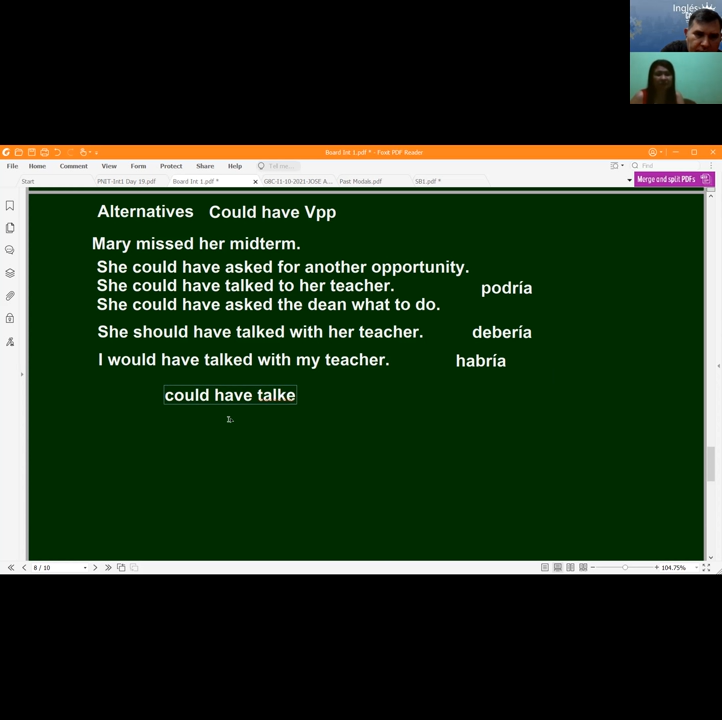 Inglés
Board Int 1.pdf * - Foxit PDF Reader
File Home Comment View Form Protect Share Help Tell me... Find
Start PNIET-Int1 Day 19.pdf Board Int 1.pdf * Past Modals.pdf SB1.pdf * Merge and split PDFs
Alternatives Could have Vpp
Mary missed her midterm.
She could have asked for another opportunity.
She could have talked to her teacher. podría
She could have asked the dean what to do.
She should have talked with her teacher. debería
I would have talked with my teacher. habría
could have talke
8 / 10 104.75%